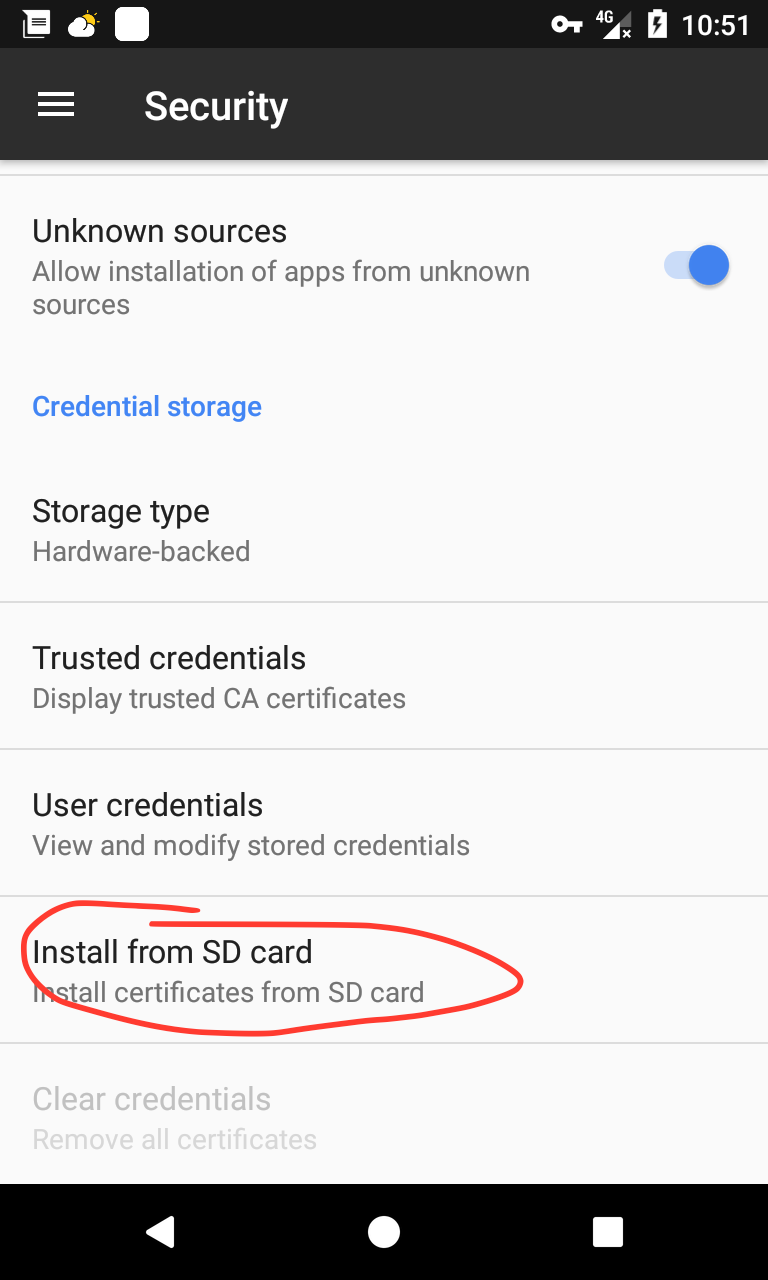 4G 10:51
Security
Unknown sources
Allow installation of apps from unknown
sources
Credential storage
Storage type
Hardware-backed
Trusted credentials
Display trusted CA certificates
User credentials
View and modify stored credentials
Install from SD card
Install certificates from SD card
Clear credentials
Remove all certificates